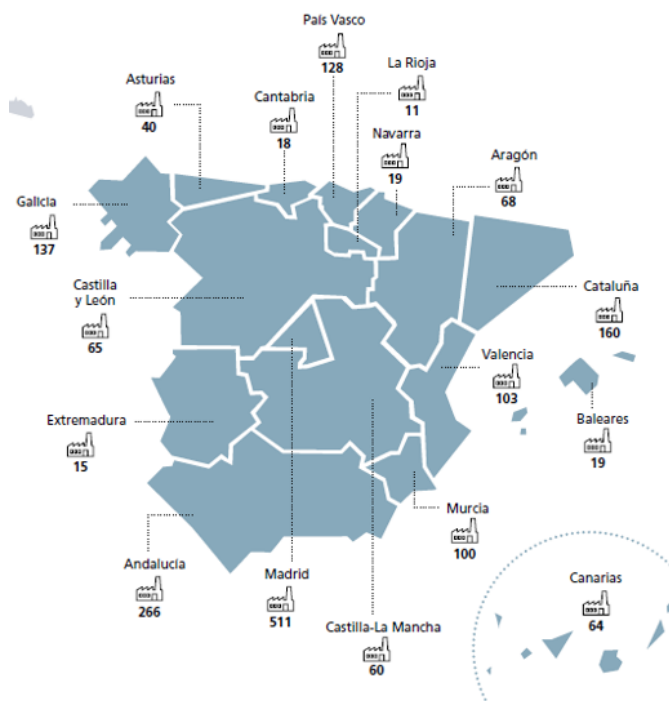 País Vasco
128
La Rioja
11
Asturias
40
Cantabria
18
Navarra
19
Aragón
68
Galicia
137
Castilla
y León
65
Cataluña
160
Valencia
103
Extremadura
15
Baleares
19
Murcia
100
Andalucía
266
Madrid
511
Castilla-La Mancha
60
Canarias
64